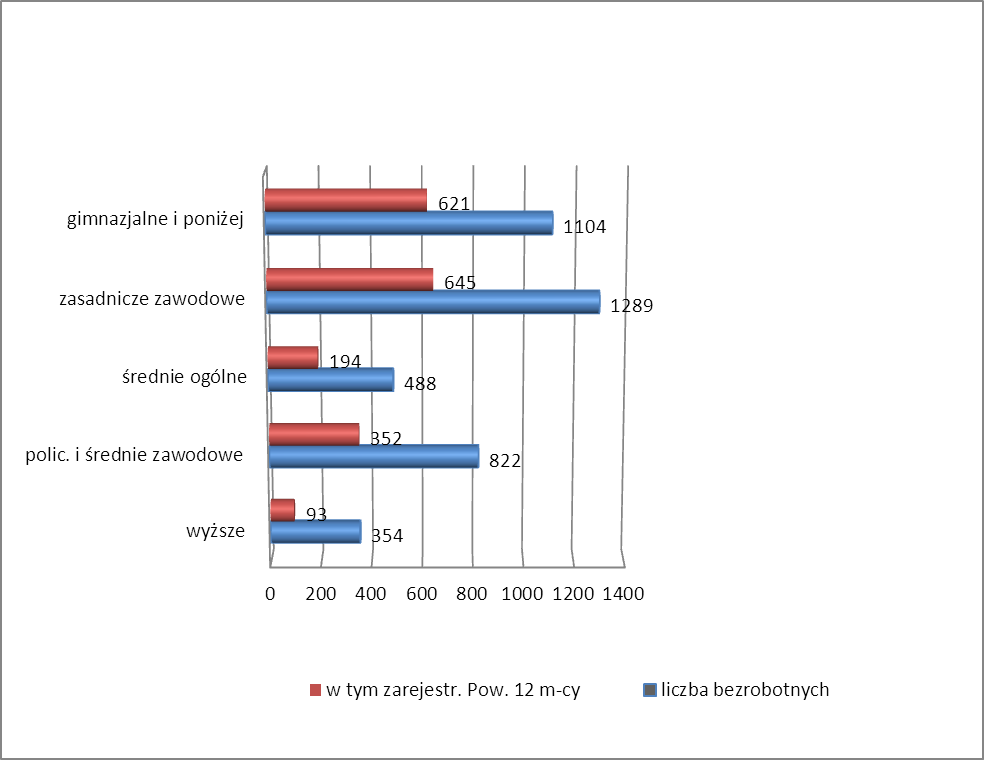 621
gimnazjalne i poniżej
1104
645
zasadnicze zawodowe
1289
194
średnie ogólne
488
352
polic. i średnie zawodowe
822
93
wyższe
354
0 200 400 600 800 1000 1200 1400
w tym zarejestr. Pow. 12 m-cy liczba bezrobotnych